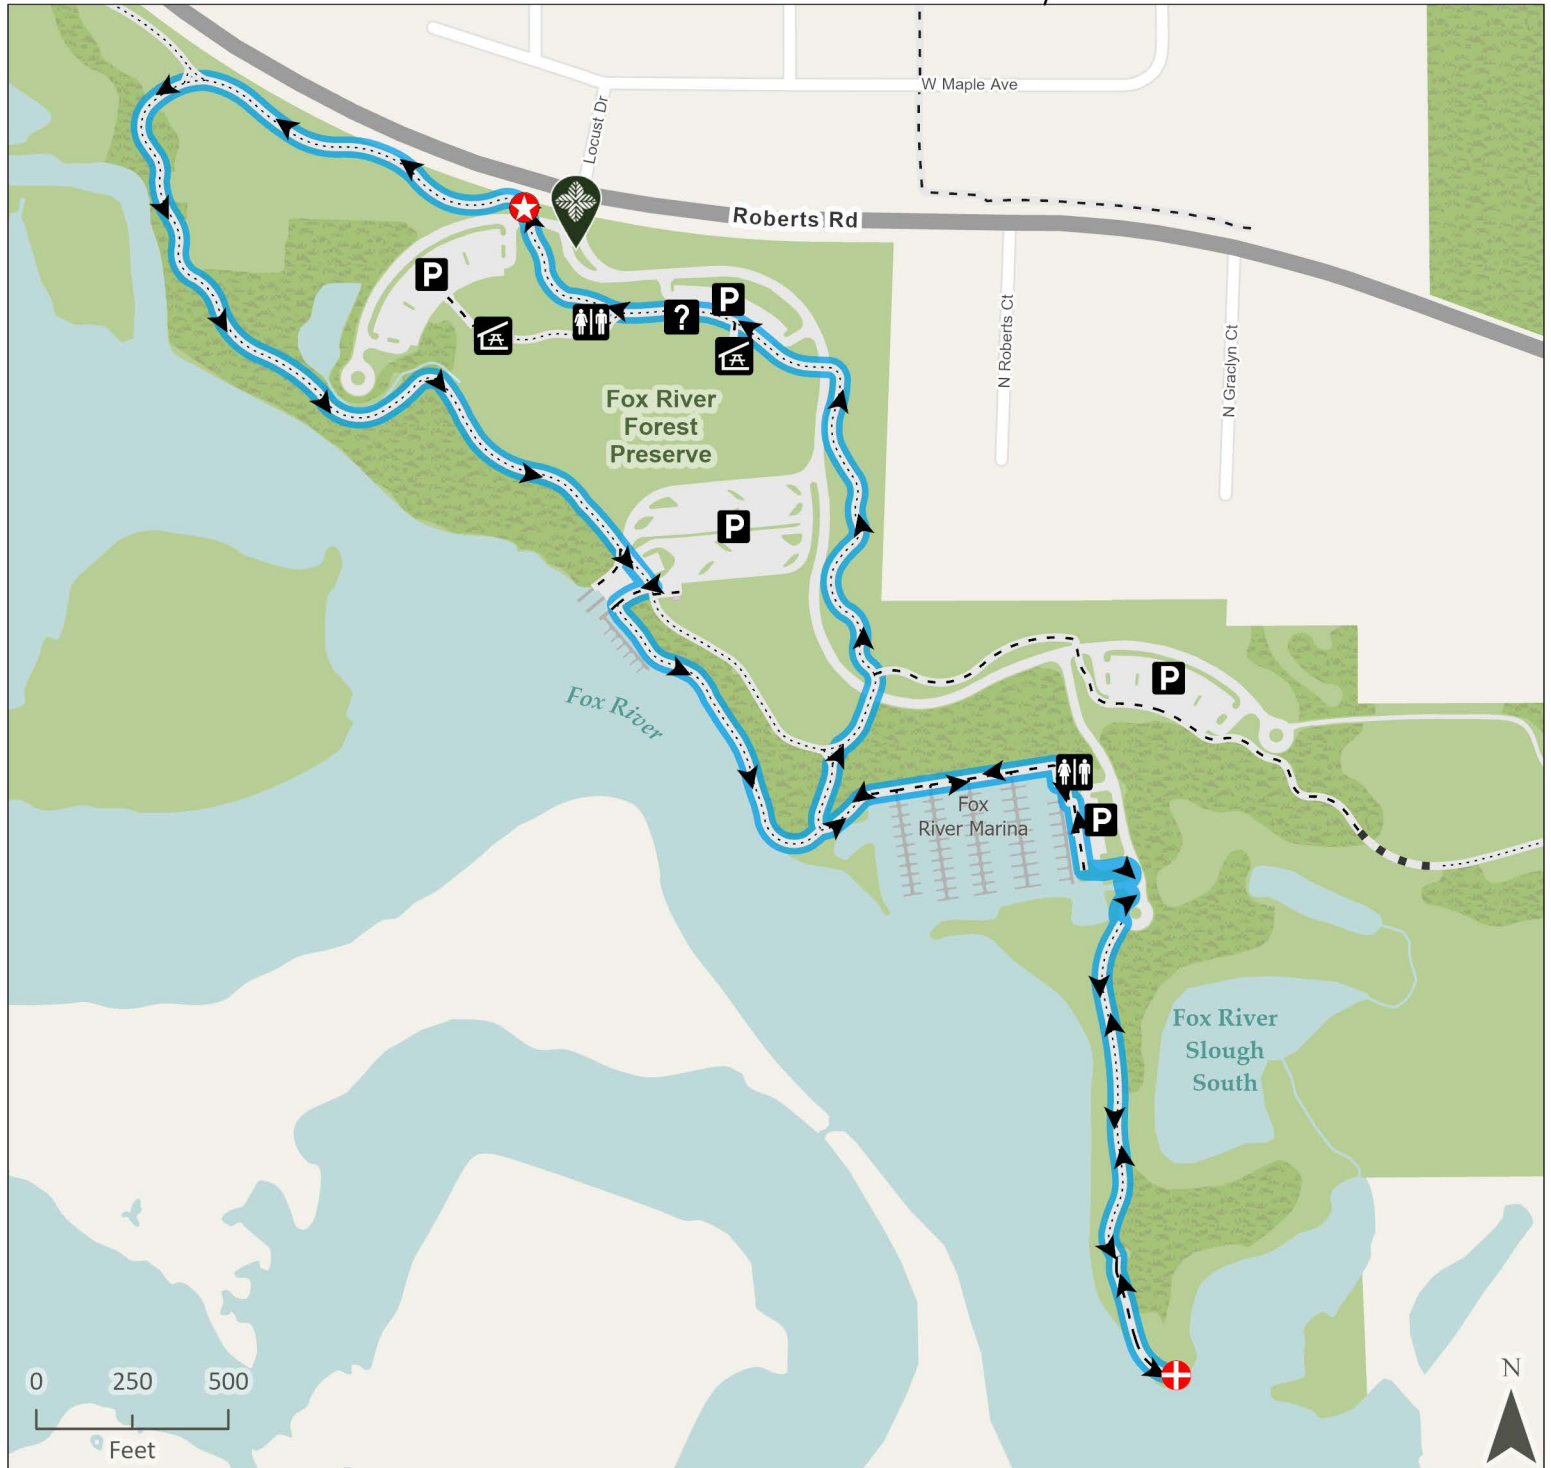 W Maple Ave
Locust Dr
Roberts Rd
P
P
?
N Roberts Ct
N Graclyn Ct
Fox River
Forest
Preserve
P
P
Fox River
Fox
River Marina
P
Fox River
Slough
South
0 250 500
Feet
N